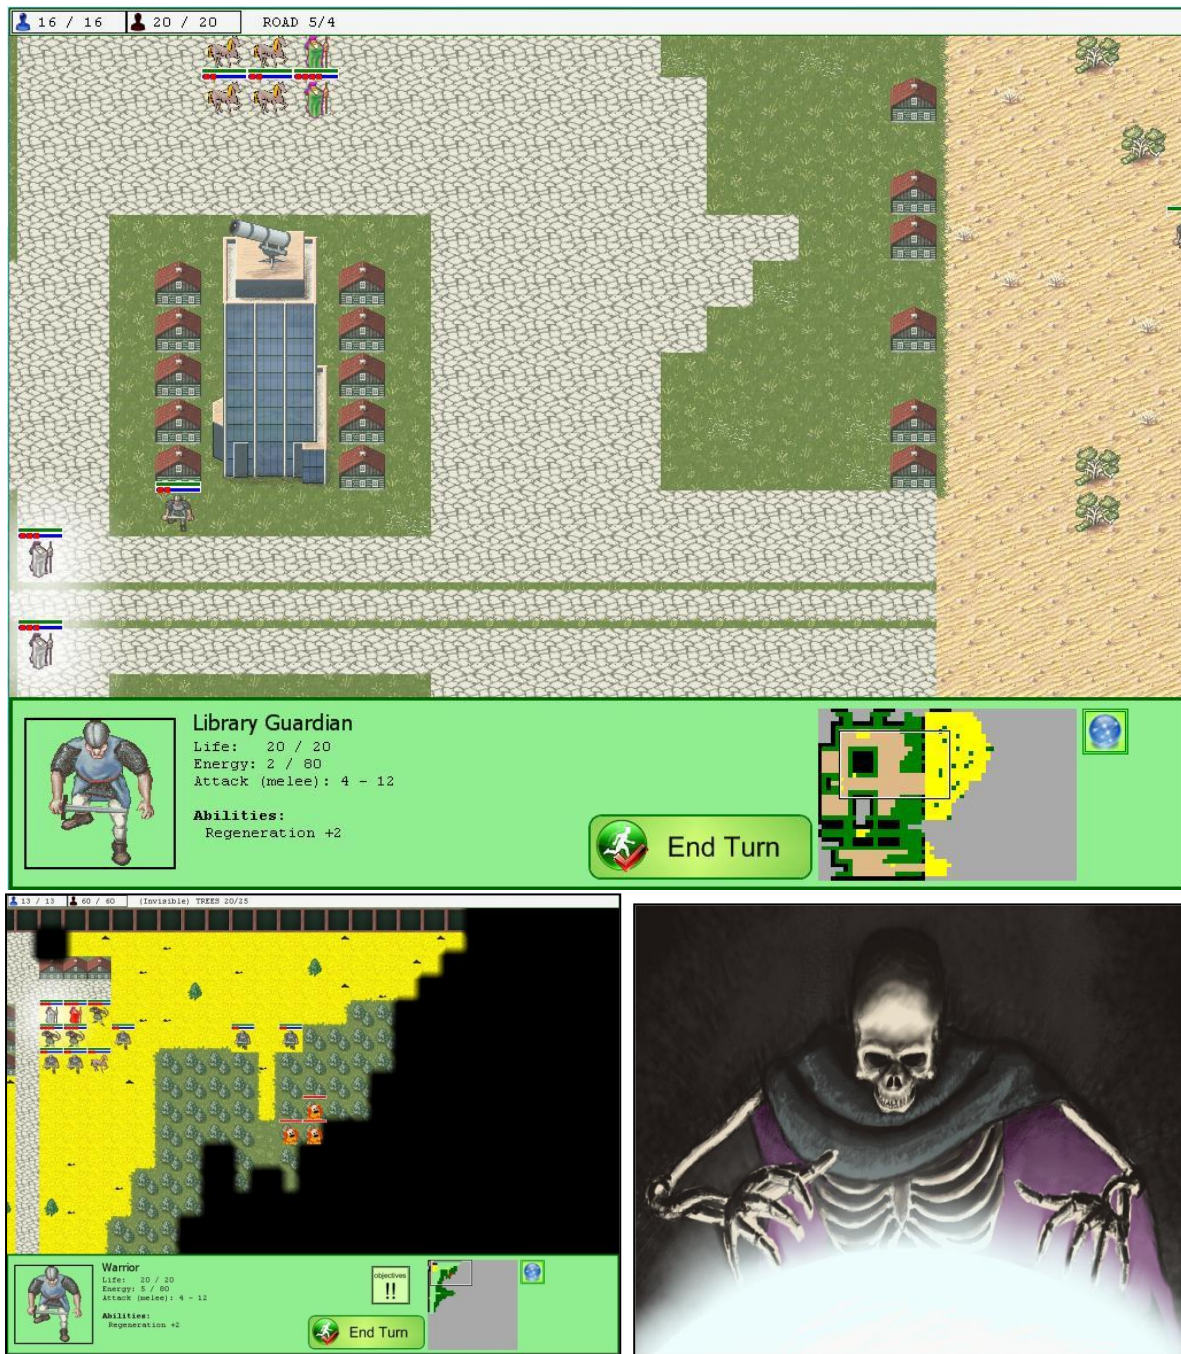 16 / 16 20 / 20 ROAD 5/4
Library Guardian
Life: 20 / 20
Energy: 2 / 80
Attack (melee): 4 - 12
Abilities:
Regeneration +2
End Turn
13 / 13 60 / 60 (Invisible) TREES 20/25
Warrior
Life: 20 / 20
Energy: 5 / 80
Attack (melee): 4 - 12
Abilities:
Regeneration +2
objectives
!!
End Turn